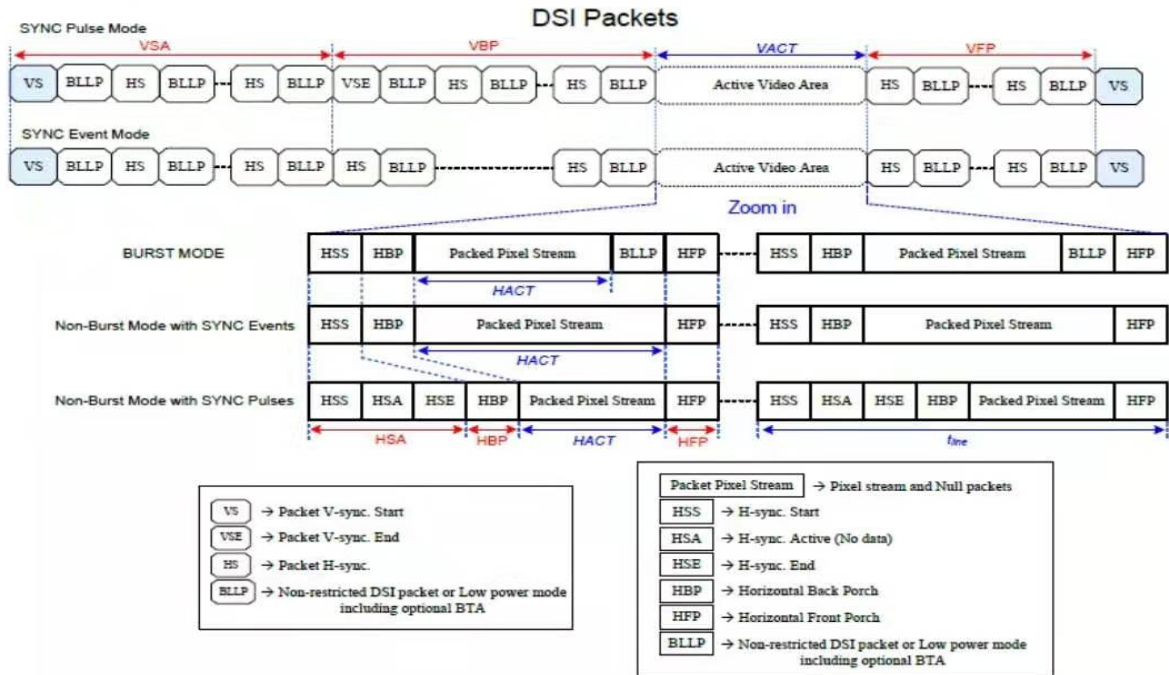 DSI Packets
SYNC Pulse Mode
VSA VBP VACT VFP
VS BLLP HS BLLP HS BLLP VSE BLLP HS BLLP HS BLLP Active Video Area HS BLLP HS BLLP VS
SYNC Event Mode
VS BLLP HS BLLP HS BLLP HS BLLP HS BLLP Active Video Area HS BLLP HS BLLP VS
Zoom in
BURST MODE HSS HBP Packed Pixel Stream BLLP HFP HSS HBP Packed Pixel Stream BLLP HFP
HACT
Non-Burst Mode with SYNC Events HSS HBP Packed Pixel Stream HFP HSS HBP Packed Pixel Stream HFP
HACT
Non-Burst Mode with SYNC Pulses HSS HSA HSE HBP Packed Pixel Stream HFP HSS HSA HSE HBP Packed Pixel Stream HFP
HSA HBP HACT HFP tline
VS → Packet V-sync. Start
VSE → Packet V-sync. End
HS → Packet H-sync.
BLLP → Non-restricted DSI packet or Low power mode
including optional BTA
Packet Pixel Stream → Pixel stream and Null packets
HSS → H-sync. Start
HSA → H-sync. Active (No data)
HSE → H-sync. End
HBP → Horizontal Back Porch
HFP → Horizontal Front Porch
BLLP → Non-restricted DSI packet or Low power mode
including optional BTA